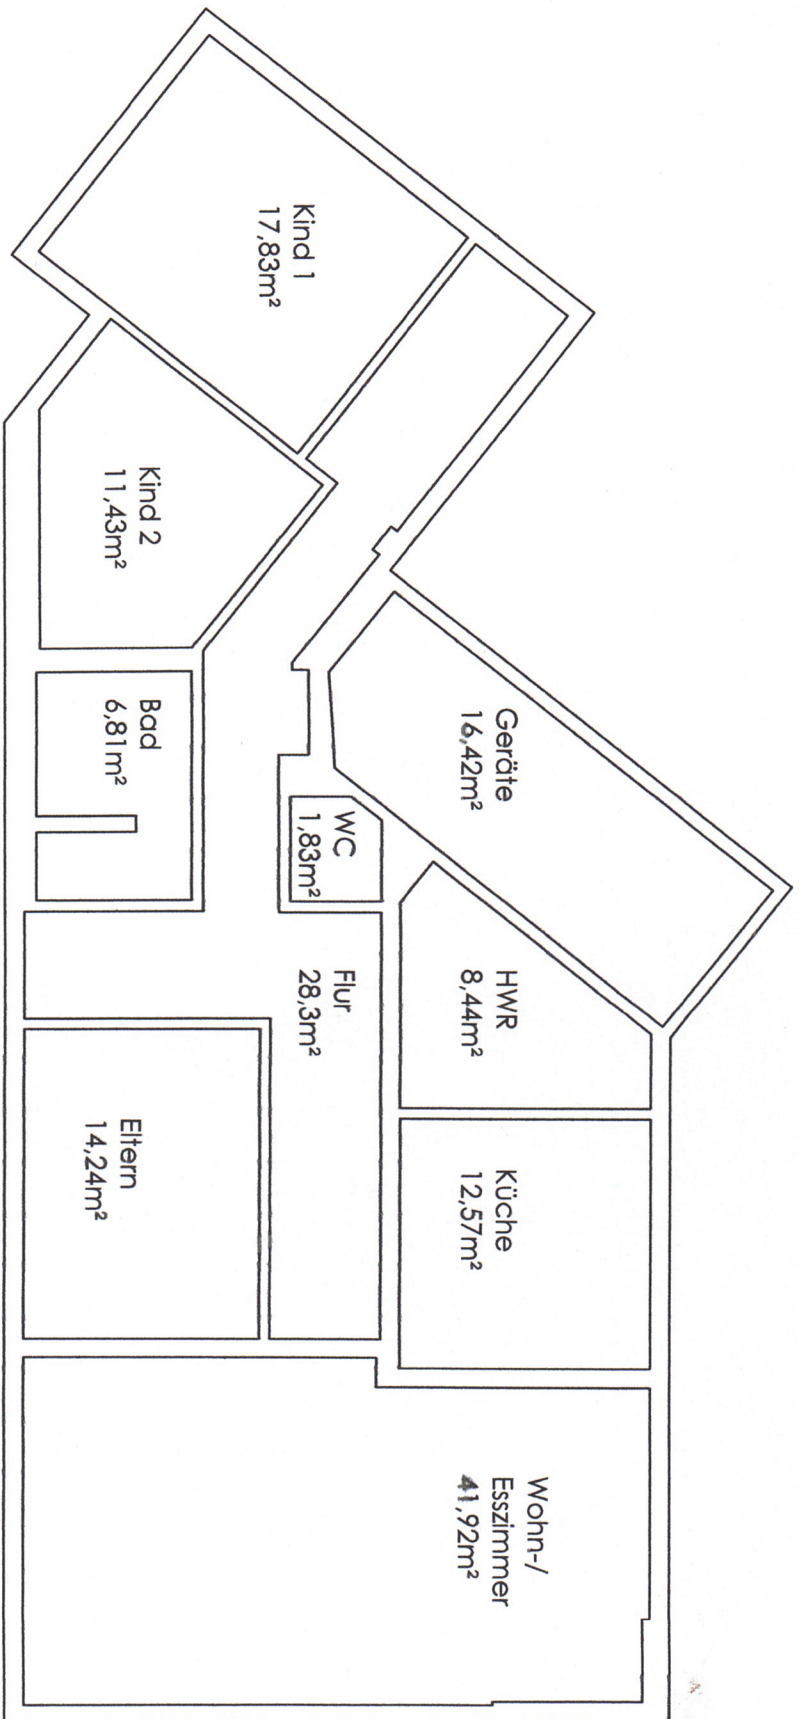 Kind 1
17,83m²
Kind 2
11,43m²
Geräte
16,42m²
Bad
6,81m²
WC
1,83m²
HWR
8,44m²
Flur
28,3m²
Küche
12,57m²
Eltern
14,24m²
Wohn-/
Esszimmer
41,92m²